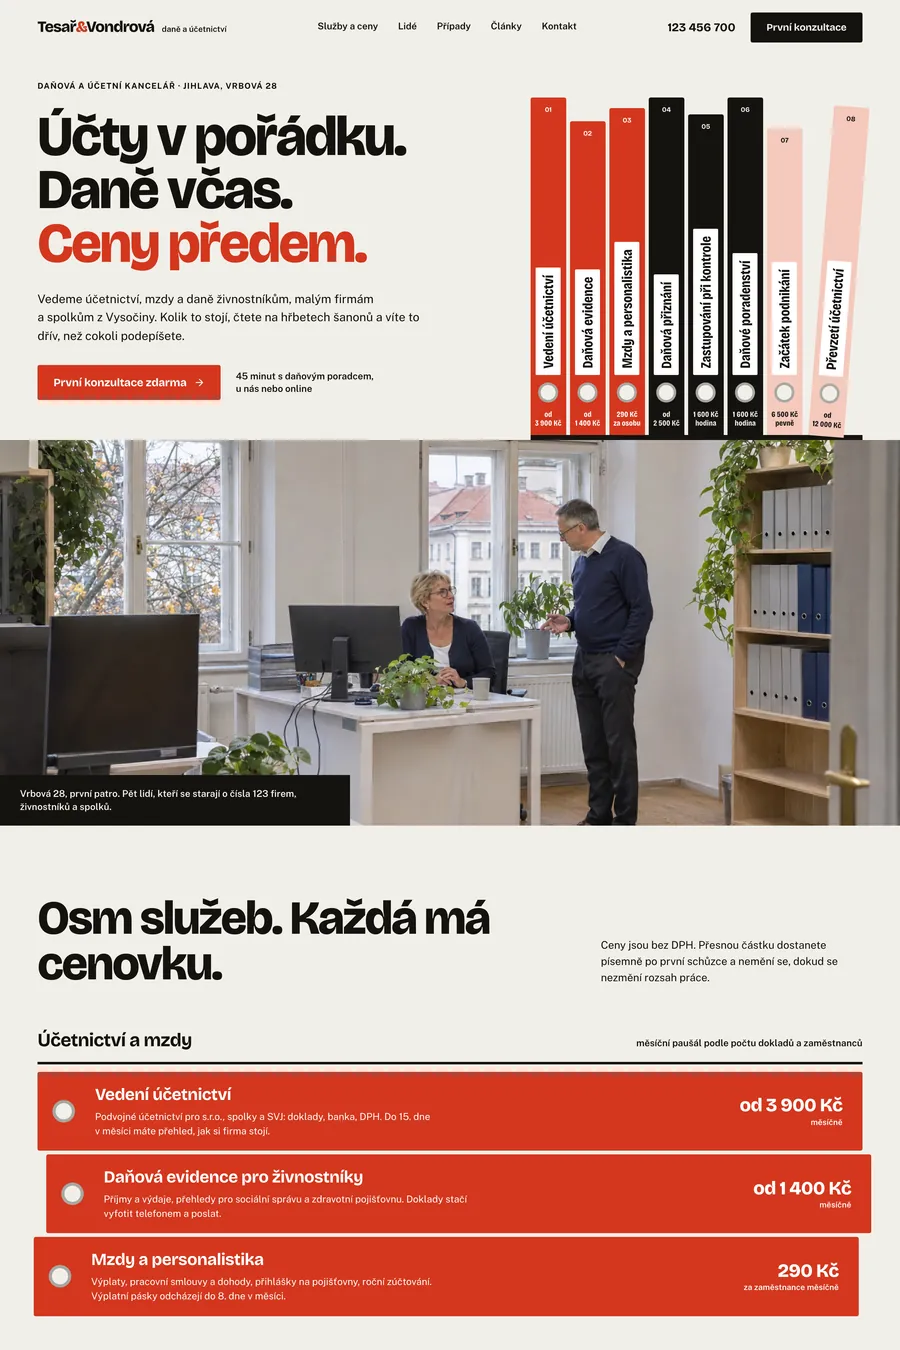 Tesař&Vondrová daně a účetnictví
Služby a ceny Lidé Případy Články Kontakt
123 456 700
První konzultace
DAŇOVÁ A ÚČETNÍ KANCELÁŘ · JIHLAVA, VRBOVÁ 28
Účty v pořádku.
Daně včas.
Ceny předem.
Vedeme účetnictví, mzdy a daně živnostníkům, malým firmám
a spolkům z Vysočiny. Kolik to stojí, čtete na hřbetech šanonů a víte to
dřív, než cokoli podepíšete.
První konzultace zdarma →
45 minut s daňovým poradcem,
u nás nebo online
01
Vedení účetnictví
od
3 900 Kč
02
Daňová evidence
od
1 400 Kč
03
Mzdy a personalistika
290 Kč
za osobu
04
Daňová přiznání
od
2 500 Kč
05
Zastupování při kontrole
1 600 Kč
hodina
06
Daňové poradenství
1 600 Kč
hodina
07
Začátek podnikání
6 500 Kč
pevně
08
Převzetí účetnictví
od
12 000 Kč
Vrbová 28, první patro. Pět lidí, kteří se starají o čísla 123 firem,
živnostníků a spolků.
Osm služeb. Každá má
cenovku.
Ceny jsou bez DPH. Přesnou částku dostanete
písemně po první schůzce a nemění se, dokud se
nezmění rozsah práce.
Účetnictví a mzdy
měsíční paušál podle počtu dokladů a zaměstnanců
Vedení účetnictví
Podvojné účetnictví pro s.r.o., spolky a SVJ: doklady, banka, DPH. Do 15. dne
v měsíci máte přehled, jak si firma stojí.
od 3 900 Kč
měsíčně
Daňová evidence pro živnostníky
Příjmy a výdaje, přehledy pro sociální správu a zdravotní pojišťovnu. Doklady stačí
vyfotit telefonem a poslat.
od 1 400 Kč
měsíčně
Mzdy a personalistika
Výplaty, pracovní smlouvy a dohody, přihlášky na pojišťovny, roční zúčtování.
Výplatní pásky odcházejí do 8. dne v měsíci.
290 Kč
za zaměstnance měsíčně